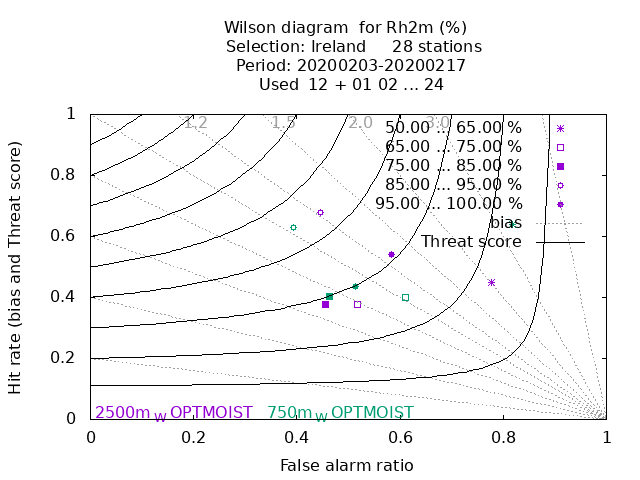 Wilson diagram  for Rh2m (%)
Selection: Ireland     28 stations
Period: 20200203-20200217
Used  12 + 01 02 ... 24
Hit rate (bias and Threat score)
1
0.8
0.6
0.4
0.2
0
1.2
1.5
2.0
3.0
50.00 ... 65.00 %
65.00 ... 75.00 %
75.00 ... 85.00 %
85.00 ... 95.00 %
95.00 ... 100.00 %
bias
Threat score
2500m W OPTMOIST   750m W OPTMOIST
0 0.2 0.4 0.6 0.8 1
False alarm ratio